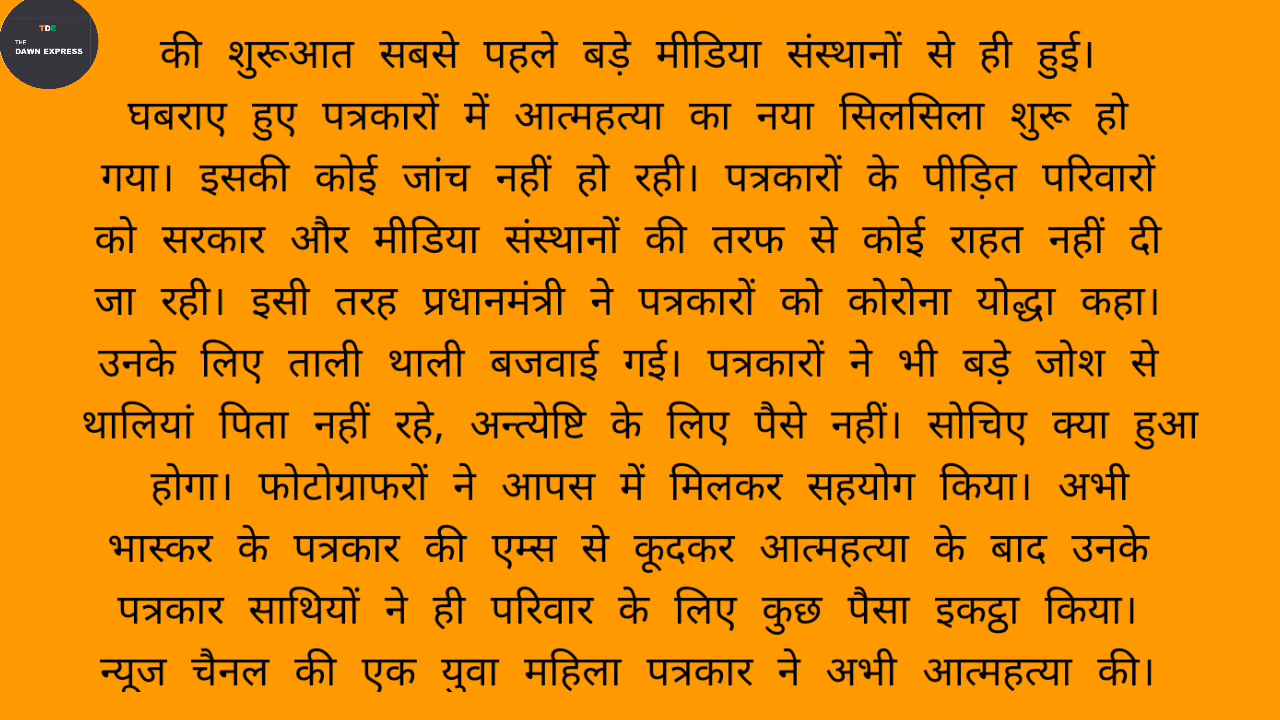 TDE
THE
DAWN EXPRESS
की शुरूआत सबसे पहले बड़े मीडिया संस्थानों से ही हुई।
घबराए हुए पत्रकारों में आत्महत्या का नया सिलसिला शुरू हो
गया। इसकी कोई जांच नहीं हो रही। पत्रकारों के पीड़ित परिवारों
को सरकार और मीडिया संस्थानों की तरफ से कोई राहत नहीं दी
जा रही। इसी तरह प्रधानमंत्री ने पत्रकारों को कोरोना योद्धा कहा।
उनके लिए ताली थाली बजवाई गई। पत्रकारों ने भी बड़े जोश से
थालियां पिता नहीं रहे, अन्त्येष्टि के लिए पैसे नहीं। सोचिए क्या हुआ
होगा। फोटोग्राफरों ने आपस में मिलकर सहयोग किया। अभी
भास्कर के पत्रकार की एम्स से कूदकर आत्महत्या के बाद उनके
पत्रकार साथियों ने ही परिवार के लिए कुछ पैसा इकट्ठा किया।
न्यूज चैनल की एक युवा महिला पत्रकार ने अभी आत्महत्या की।